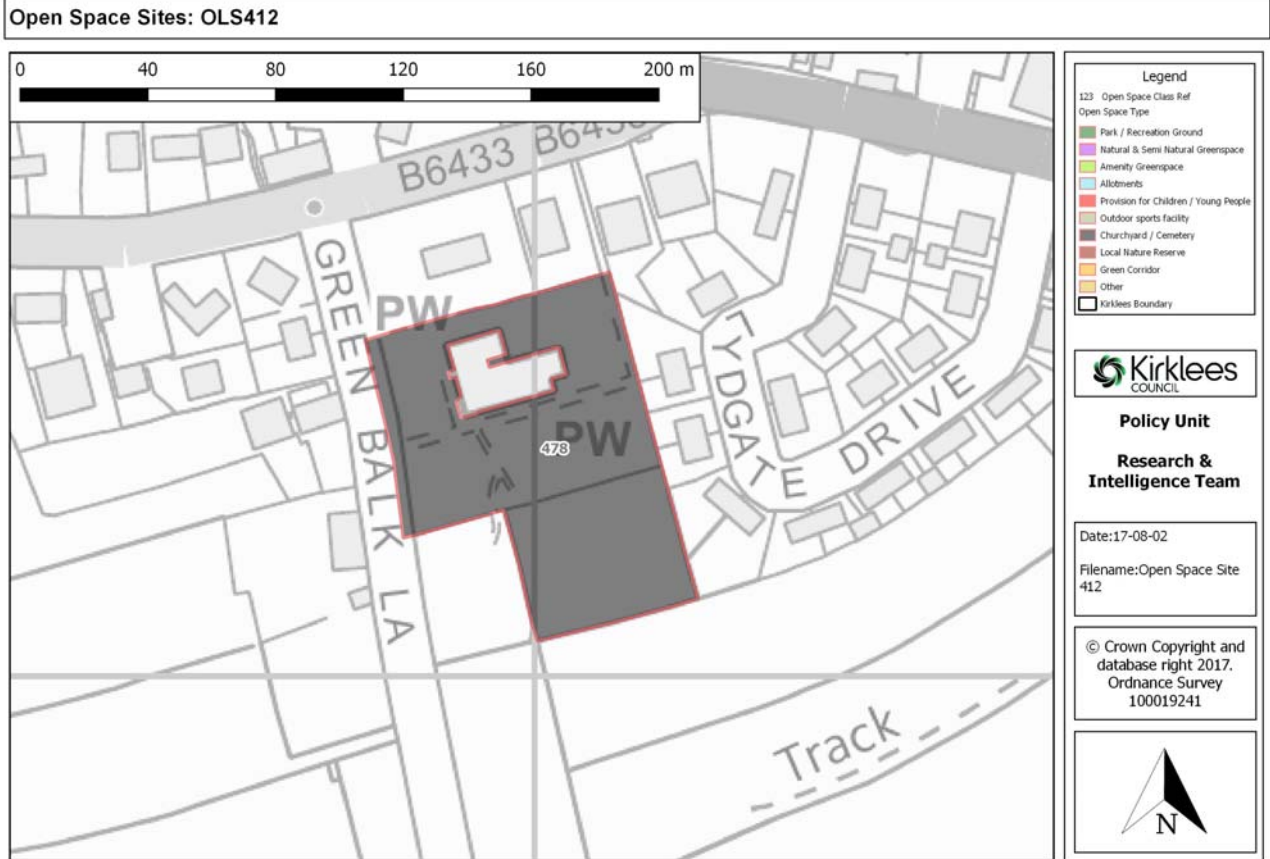 Open Space Sites: OLS412
0 40 80 120 160 200 m
B6433
GREEN BALK LA
PW
PW
478
LYDGATE DRIVE
Track
Legend
123 Open Space Class Ref
Open Space Type
Park / Recreation Ground
Natural & Semi Natural Greenspace
Amenity Greenspace
Allotments
Provision for Children / Young People
Outdoor sports facility
Churchyard / Cemetery
Local Nature Reserve
Green Corridor
Other
Kirklees Boundary
Kirklees
COUNCIL
Policy Unit
Research &
Intelligence Team
Date:17-08-02
Filename:Open Space Site
412
© Crown Copyright and
database right 2017.
Ordnance Survey
100019241
N